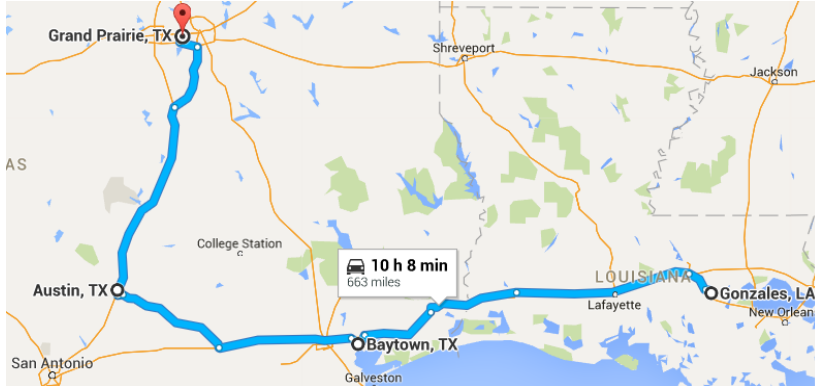 Grand Prairie, TX
Shreveport
Jackson
AS
College Station
10 h 8 min
663 miles
LOUISIANA
Austin, TX
Lafayette
Gonzales, LA
New Orlean
Baytown, TX
San Antonio
Galveston